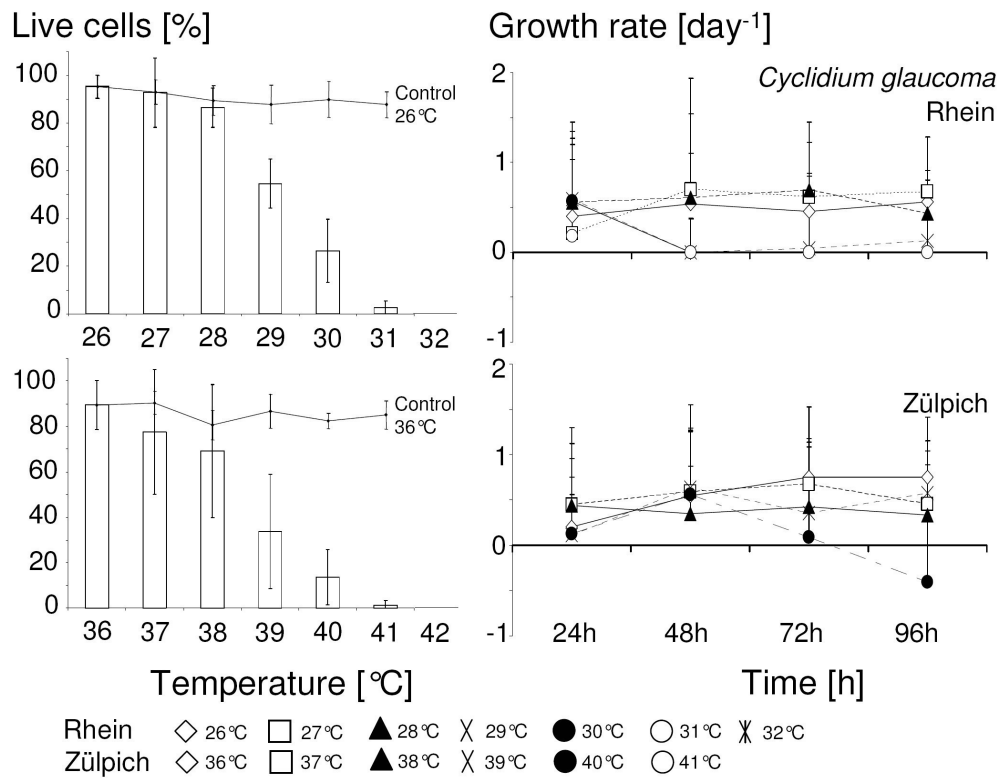 Live cells [%]
Growth rate [day-1]
100
80
60
40
20
0
Control
26°C
26 27 28 29 30 31 32
2
1
0
-1
Cyclidium glaucoma
Rhein
100
80
60
40
20
0
Control
36°C
36 37 38 39 40 41 42
2
1
0
-1
Zülpich
24h 48h 72h 96h
Temperature [°C]
Time [h]
Rhein 26°C 27°C 28°C 29°C 30°C 31°C 32°C
Zülpich 36°C 37°C 38°C 39°C 40°C 41°C